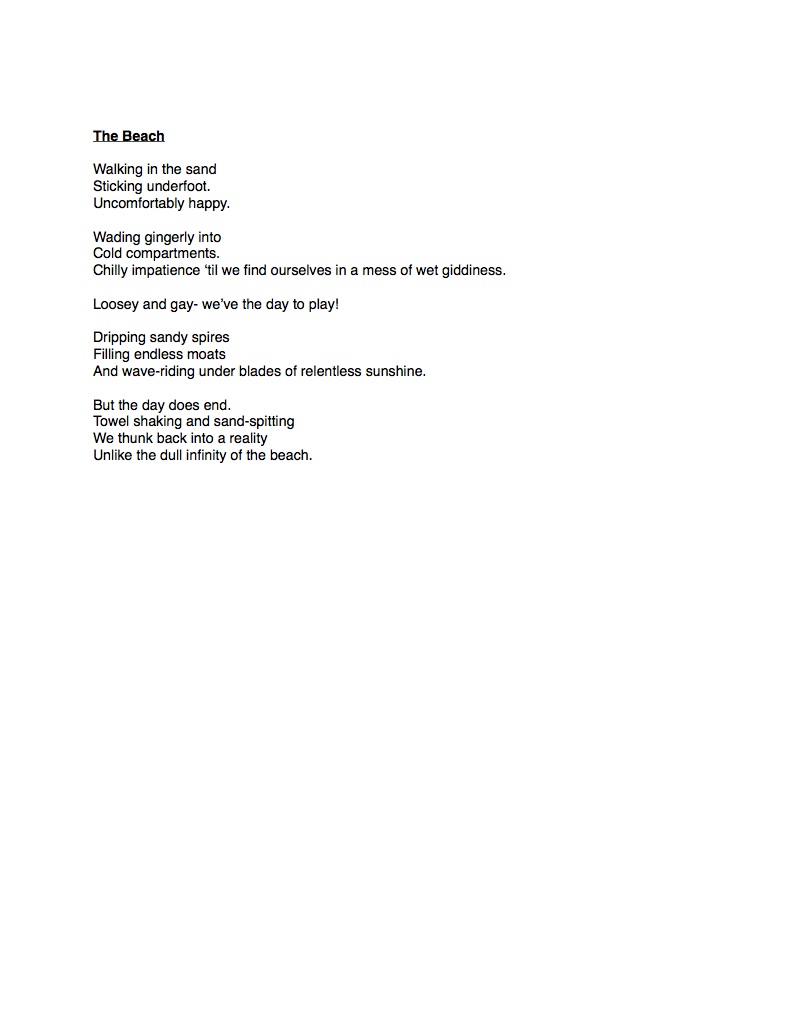 The Beach
Walking in the sand
Sticking underfoot.
Uncomfortably happy.
Wading gingerly into
Cold compartments.
Chilly impatience ‘til we find ourselves in a mess of wet giddiness.
Loosey and gay- we’ve the day to play!
Dripping sandy spires
Filling endless moats
And wave-riding under blades of relentless sunshine.
But the day does end.
Towel shaking and sand-spitting
We thunk back into a reality
Unlike the dull infinity of the beach.